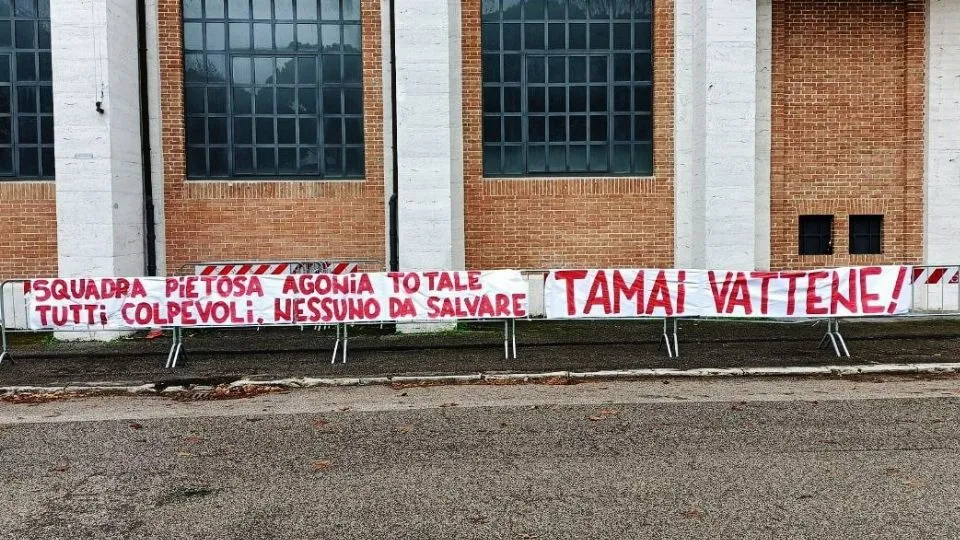 SQUADRA PIETOSA AGONIA TOTALE
TUTTI COLPEVOLI. NESSUNO DA SALVARE
TAMAI VATTENE!